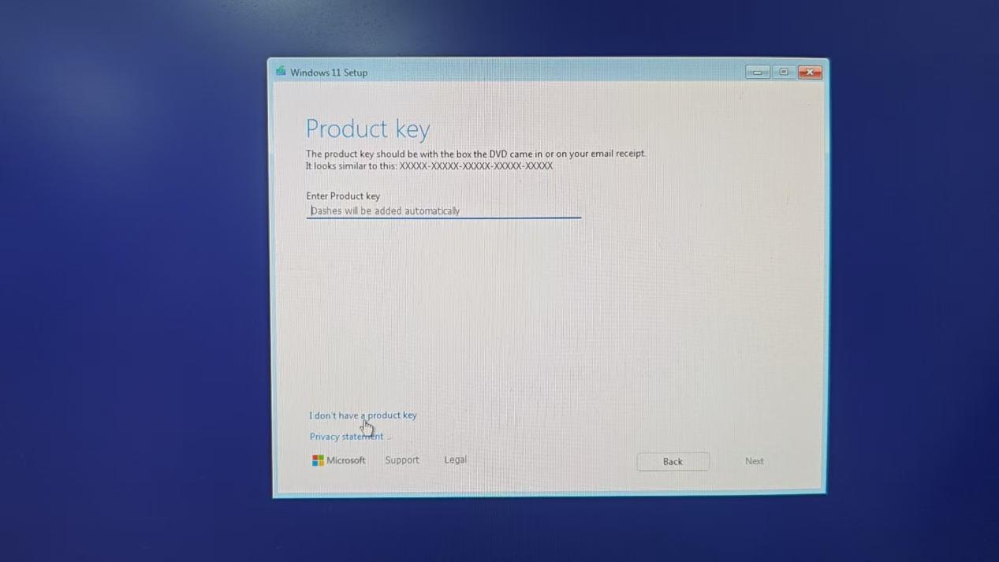 Windows 11 Setup
Product key
The product key should be with the box the DVD came in or on your email receipt.
It looks similar to this: XXXXX-XXXXX-XXXXX-XXXXX-XXXXX
Enter Product key
Dashes will be added automatically
I don't have a product key
Privacy statement
Microsoft Support Legal Back Next